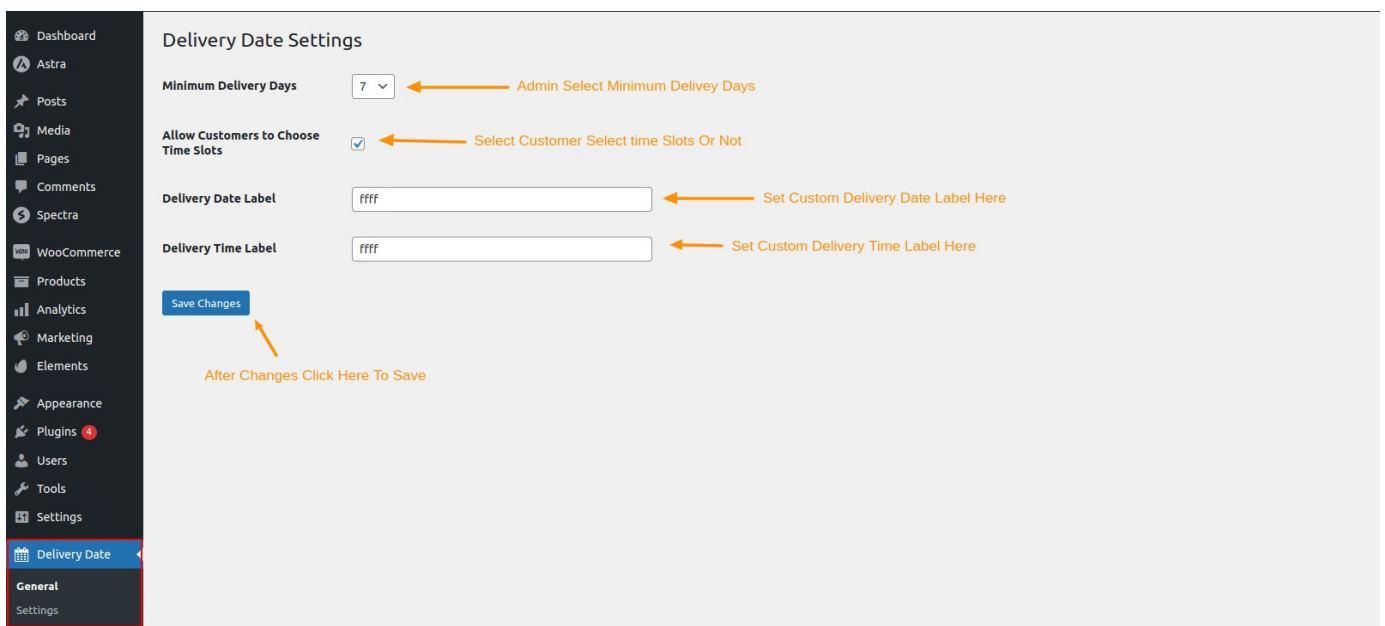 Dashboard
Astra
Posts
Media
Pages
Comments
Spectra
WooCommerce
Products
Analytics
Marketing
Elements
Appearance
Plugins 4
Users
Tools
Settings
Delivery Date
General
Settings
Delivery Date Settings
Minimum Delivery Days
7
Admin Select Minimum Delivey Days
Allow Customers to Choose
Time Slots
Select Customer Select time Slots Or Not
Delivery Date Label
ffff
Set Custom Delivery Date Label Here
Delivery Time Label
ffff
Set Custom Delivery Time Label Here
Save Changes
After Changes Click Here To Save